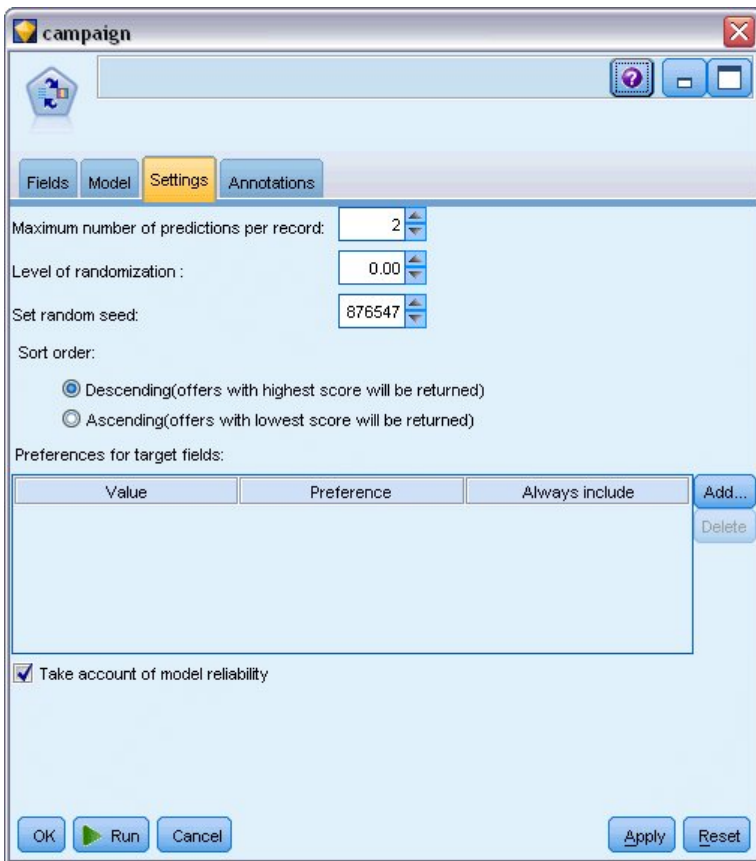 campaign
Fields Model Settings Annotations
Maximum number of predictions per record: 2
Level of randomization : 0.00
Set random seed: 876547
Sort order:
Descending(offers with highest score will be returned)
Ascending(offers with lowest score will be returned)
Preferences for target fields:
Value Preference Always include Add...
Delete
Take account of model reliability
OK Run Cancel Apply Reset